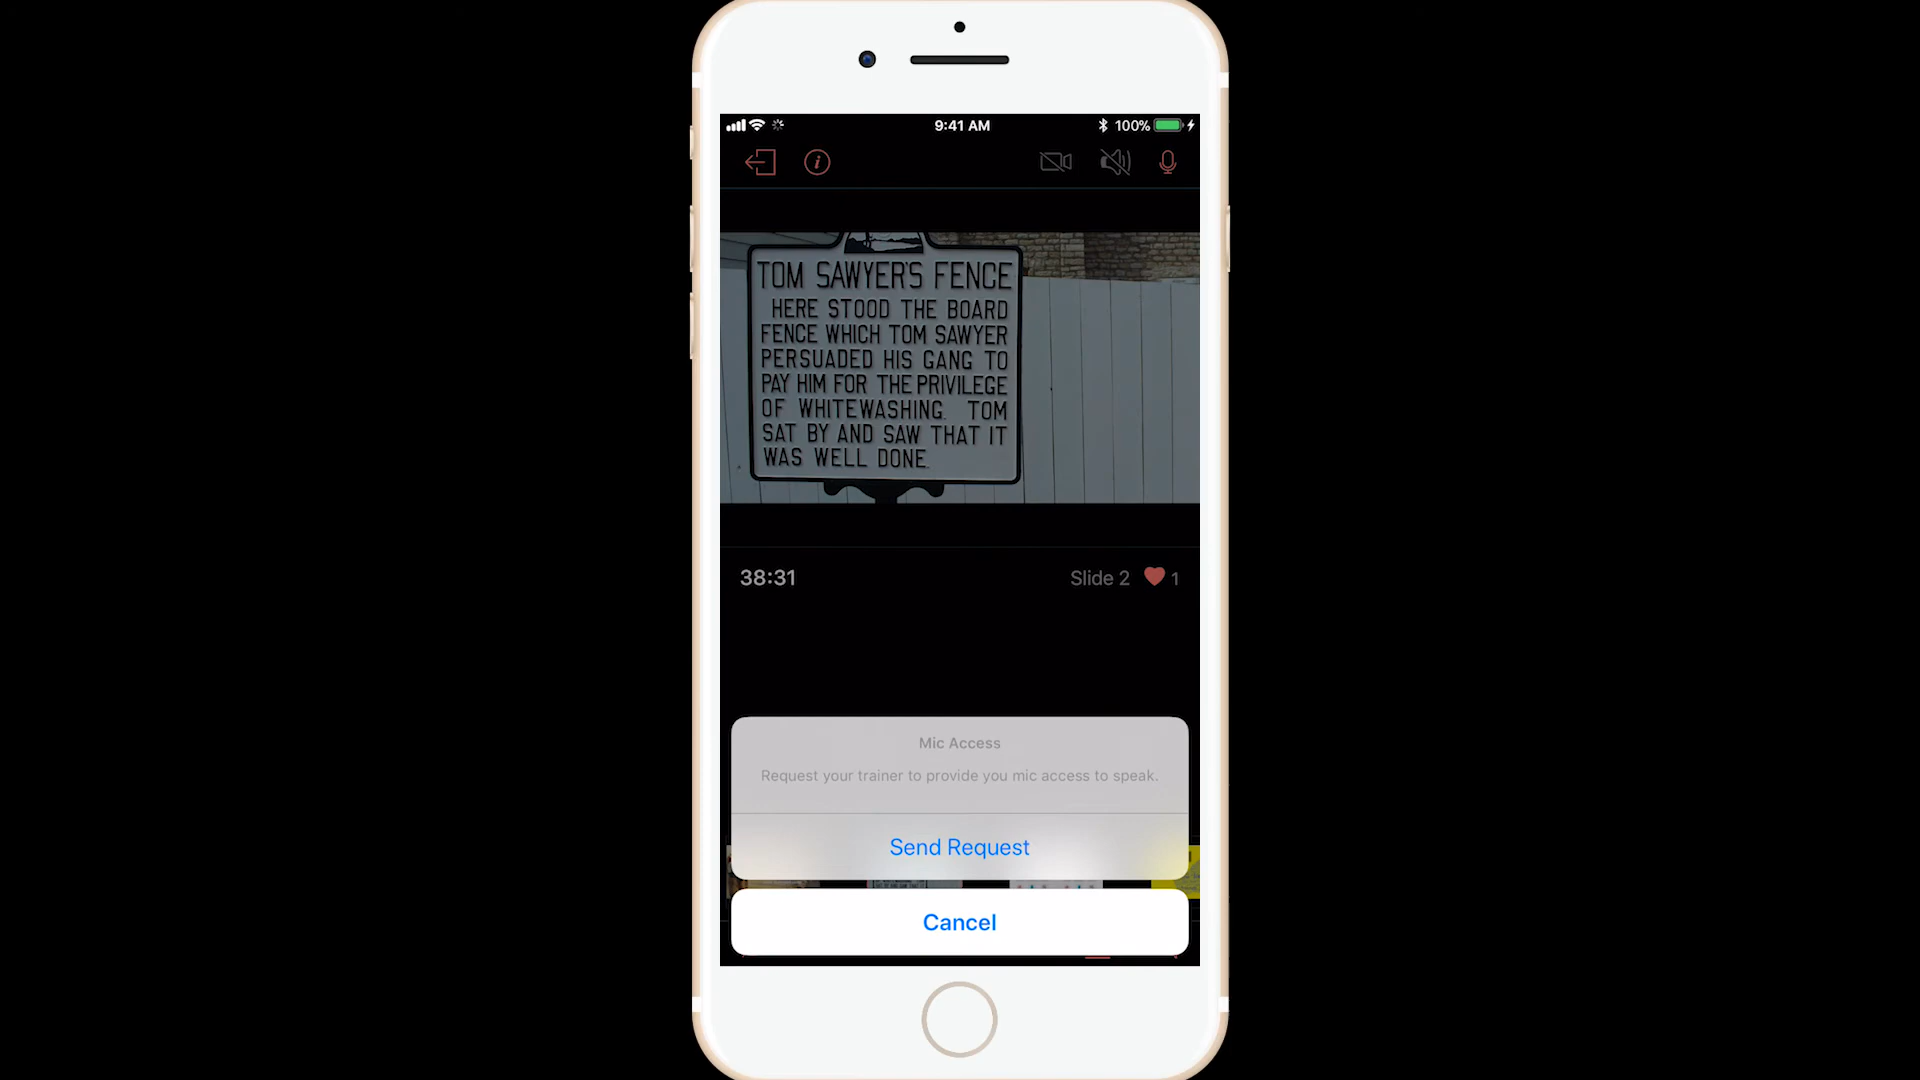 9:41 AM
100%
TOM SAWYER'S FENCE
HERE STOOD THE BOARD
FENCE WHICH TOM SAWYER
PERSUADED HIS GANG TO
PAY HIM FOR THE PRIVILEGE
OF WHITEWASHING. TOM
SAT BY AND SAW THAT IT
WAS WELL DONE.
38:31
Slide 2
1
Mic Access
Request your trainer to provide you mic access to speak.
Send Request
Cancel